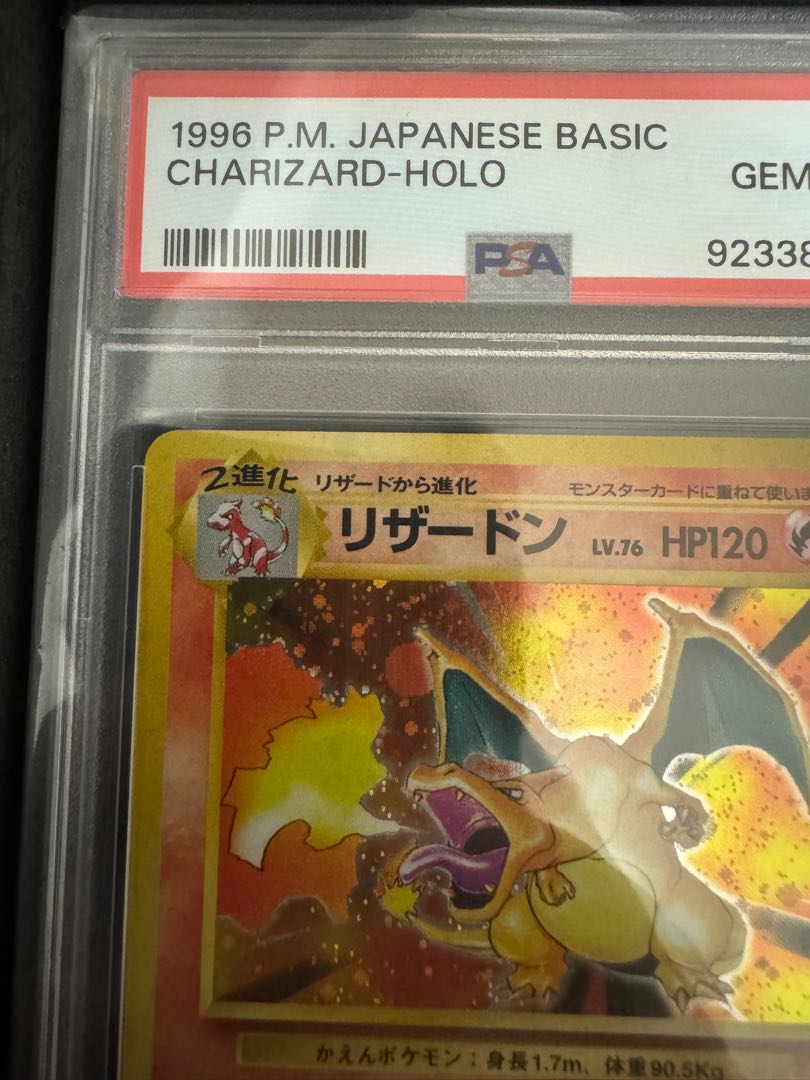 1996 P.M. JAPANESE BASIC
CHARIZARD-HOLO
GEM
PSA
92338
2進化
リザードから進化
モンスターカードに重ねて使いま
リザードン LV.76 HP120
かえんポケモン：身長1.7m、体重90.5Kg